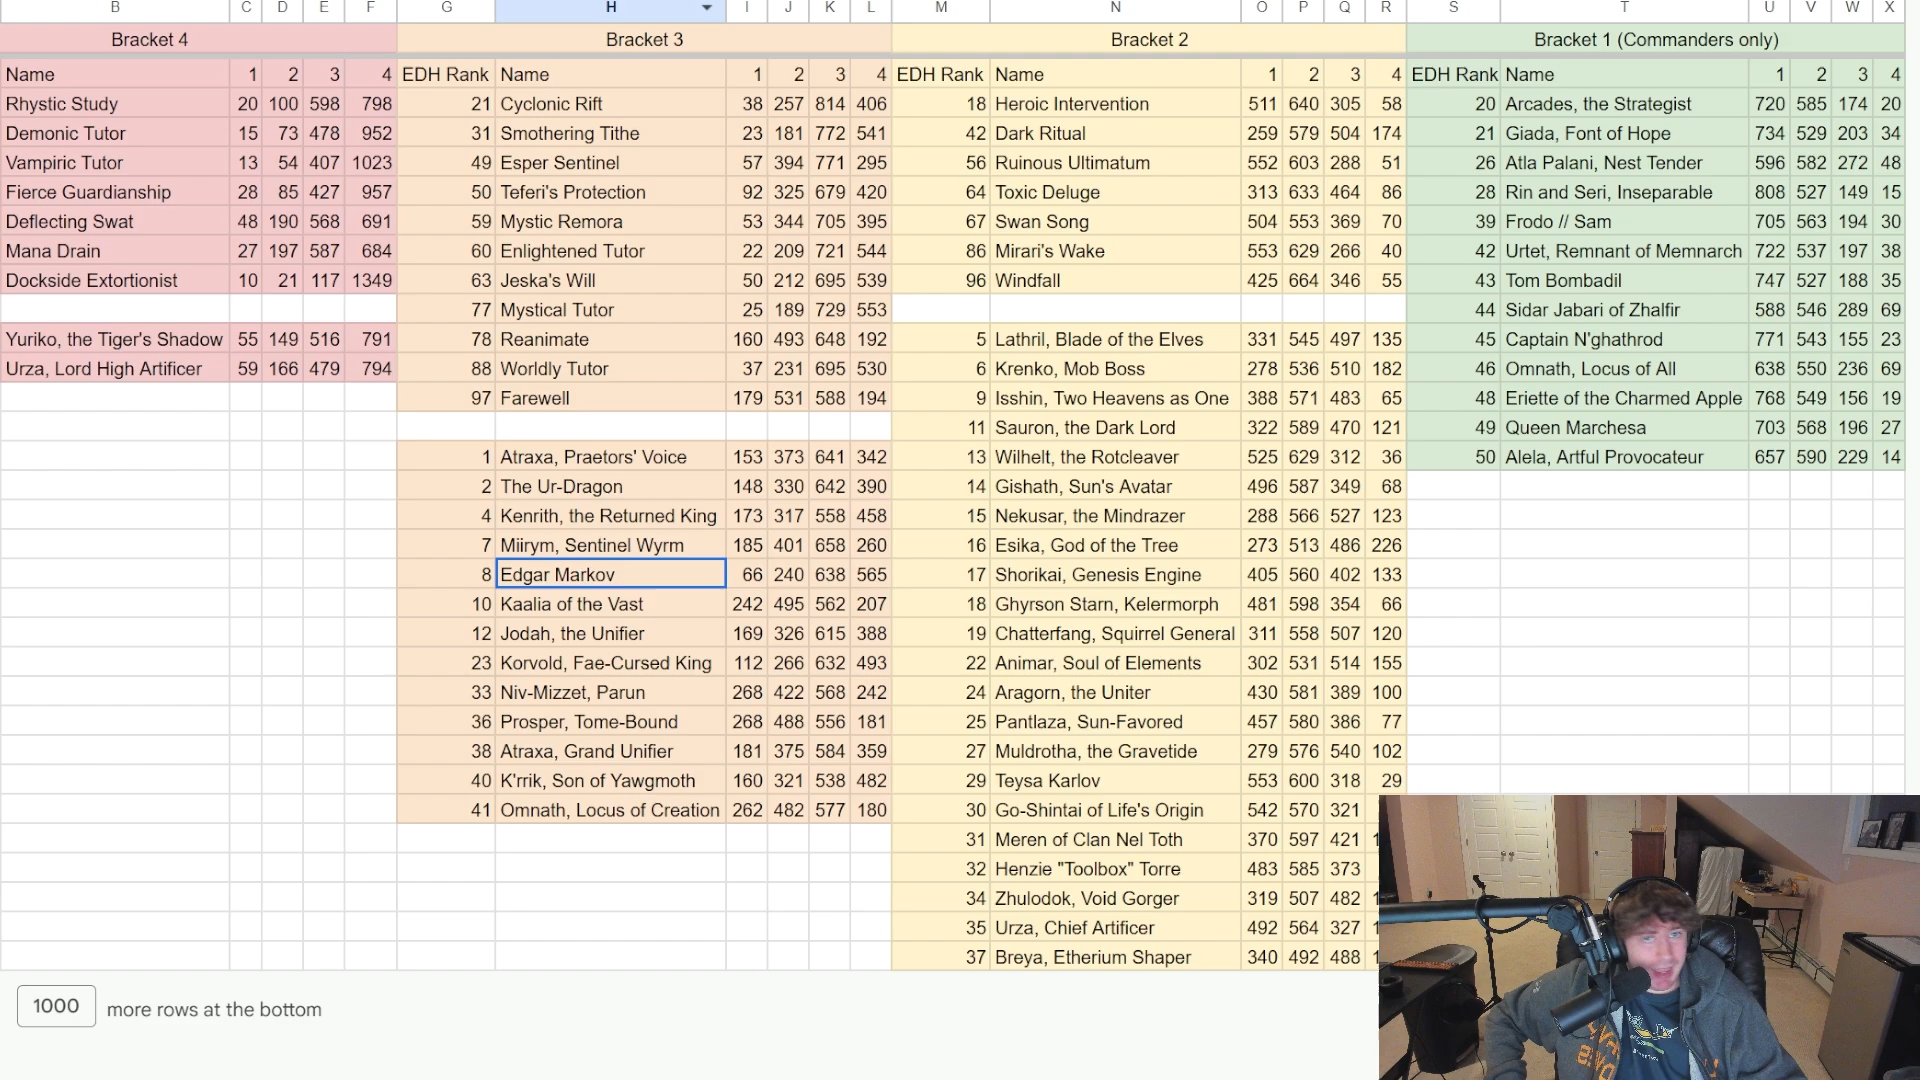 B C D E F G H I J K L M N O P Q R S T U V W X
Bracket 4 Bracket 3 Bracket 2 Bracket 1 (Commanders only)
Name 1 2 3 4 EDH Rank Name 1 2 3 4 EDH Rank Name 1 2 3 4 EDH Rank Name 1 2 3 4
Rhystic Study 20 100 598 798 21 Cyclonic Rift 38 257 814 406 18 Heroic Intervention 511 640 305 58 20 Arcades, the Strategist 720 585 174 20
Demonic Tutor 15 73 478 952 31 Smothering Tithe 23 181 772 541 42 Dark Ritual 259 579 504 174 21 Giada, Font of Hope 734 529 203 34
Vampiric Tutor 13 54 407 1023 49 Esper Sentinel 57 394 771 295 56 Ruinous Ultimatum 552 603 288 51 26 Atla Palani, Nest Tender 596 582 272 48
Fierce Guardianship 28 85 427 957 50 Teferi's Protection 92 325 679 420 64 Toxic Deluge 313 633 464 86 28 Rin and Seri, Inseparable 808 527 149 15
Deflecting Swat 48 190 568 691 59 Mystic Remora 53 344 705 395 67 Swan Song 504 553 369 70 39 Frodo // Sam 705 563 194 30
Mana Drain 27 197 587 684 60 Enlightened Tutor 22 209 721 544 86 Mirari's Wake 553 629 266 40 42 Urtet, Remnant of Memnarch 722 537 197 38
Dockside Extortionist 10 21 117 1349 63 Jeska's Will 50 212 695 539 96 Windfall 425 664 346 55 43 Tom Bombadil 747 527 188 35
77 Mystical Tutor 25 189 729 553 44 Sidar Jabari of Zhalfir 588 546 289 69
Yuriko, the Tiger's Shadow 55 149 516 791 78 Reanimate 160 493 648 192 5 Lathril, Blade of the Elves 331 545 497 135 45 Captain N'ghathrod 771 543 155 23
Urza, Lord High Artificer 59 166 479 794 88 Worldly Tutor 37 231 695 530 6 Krenko, Mob Boss 278 536 510 182 46 Omnath, Locus of All 638 550 236 69
97 Farewell 179 531 588 194 9 Isshin, Two Heavens as One 388 571 483 65 48 Eriette of the Charmed Apple 768 549 156 19
11 Sauron, the Dark Lord 322 589 470 121 49 Queen Marchesa 703 568 196 27
1 Atraxa, Praetors' Voice 153 373 641 342 13 Wilhelt, the Rotcleaver 525 629 312 36 50 Alela, Artful Provocateur 657 590 229 14
2 The Ur-Dragon 148 330 642 390 14 Gishath, Sun's Avatar 496 587 349 68
4 Kenrith, the Returned King 173 317 558 458 15 Nekusar, the Mindrazer 288 566 527 123
7 Miirym, Sentinel Wyrm 185 401 658 260 16 Esika, God of the Tree 273 513 486 226
8 Edgar Markov 66 240 638 565 17 Shorikai, Genesis Engine 405 560 402 133
10 Kaalia of the Vast 242 495 562 207 18 Ghyrson Starn, Kelermorph 481 598 354 66
12 Jodah, the Unifier 169 326 615 388 19 Chatterfang, Squirrel General 311 558 507 120
23 Korvold, Fae-Cursed King 112 266 632 493 22 Animar, Soul of Elements 302 531 514 155
33 Niv-Mizzet, Parun 268 422 568 242 24 Aragorn, the Uniter 430 581 389 100
36 Prosper, Tome-Bound 268 488 556 181 25 Pantlaza, Sun-Favored 457 580 386 77
38 Atraxa, Grand Unifier 181 375 584 359 27 Muldrotha, the Gravetide 279 576 540 102
40 K'rrik, Son of Yawgmoth 160 321 538 482 29 Teysa Karlov 553 600 318 29
41 Omnath, Locus of Creation 262 482 577 180 30 Go-Shintai of Life's Origin 542 570 321
31 Meren of Clan Nel Toth 370 597 421
32 Henzie "Toolbox" Torre 483 585 373
34 Zhulodok, Void Gorger 319 507 482
35 Urza, Chief Artificer 492 564 327
37 Breya, Etherium Shaper 340 492 488
1000 more rows at the bottom